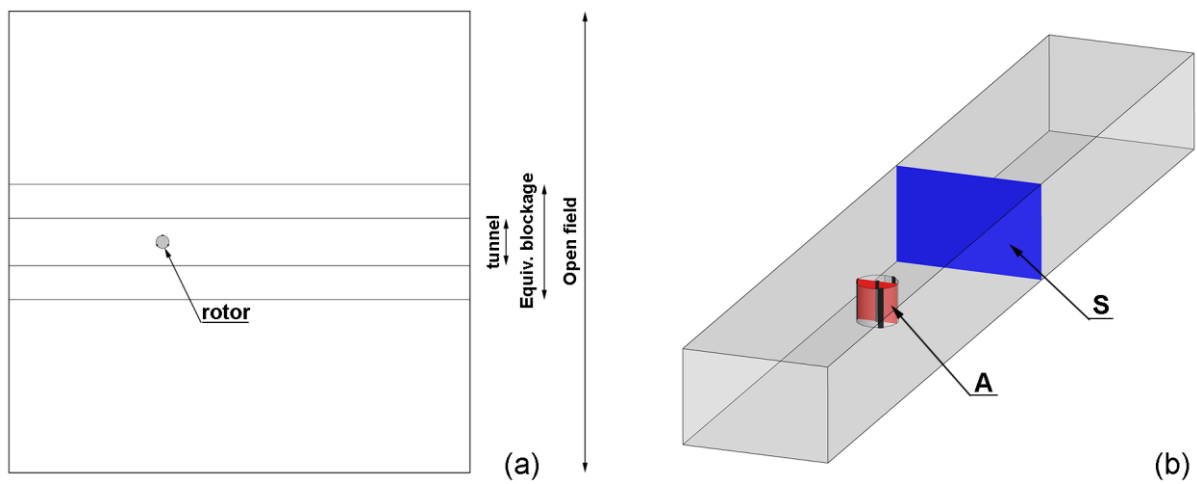 rotor
tunnel
Equiv. blockage
Open field
(a)
A
S
(b)